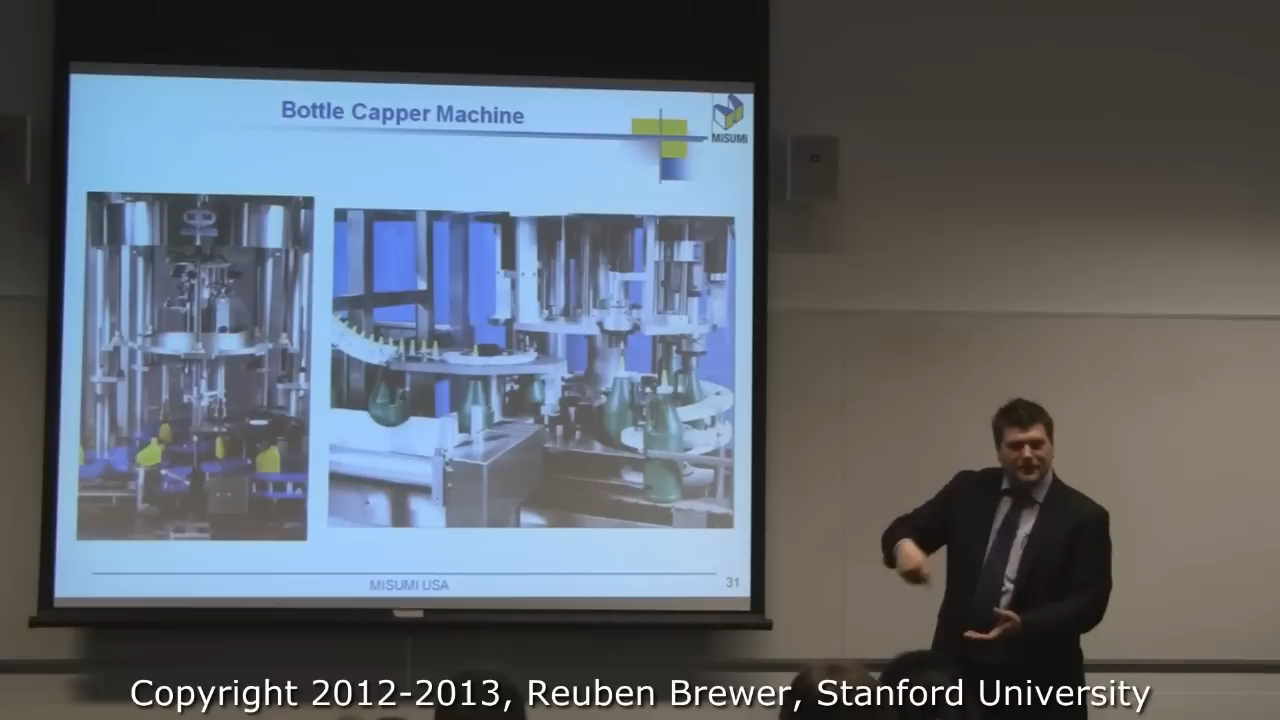 Bottle Capper Machine
MiSUMi
MISUMI USA
31
Copyright 2012-2013, Reuben Brewer, Stanford University